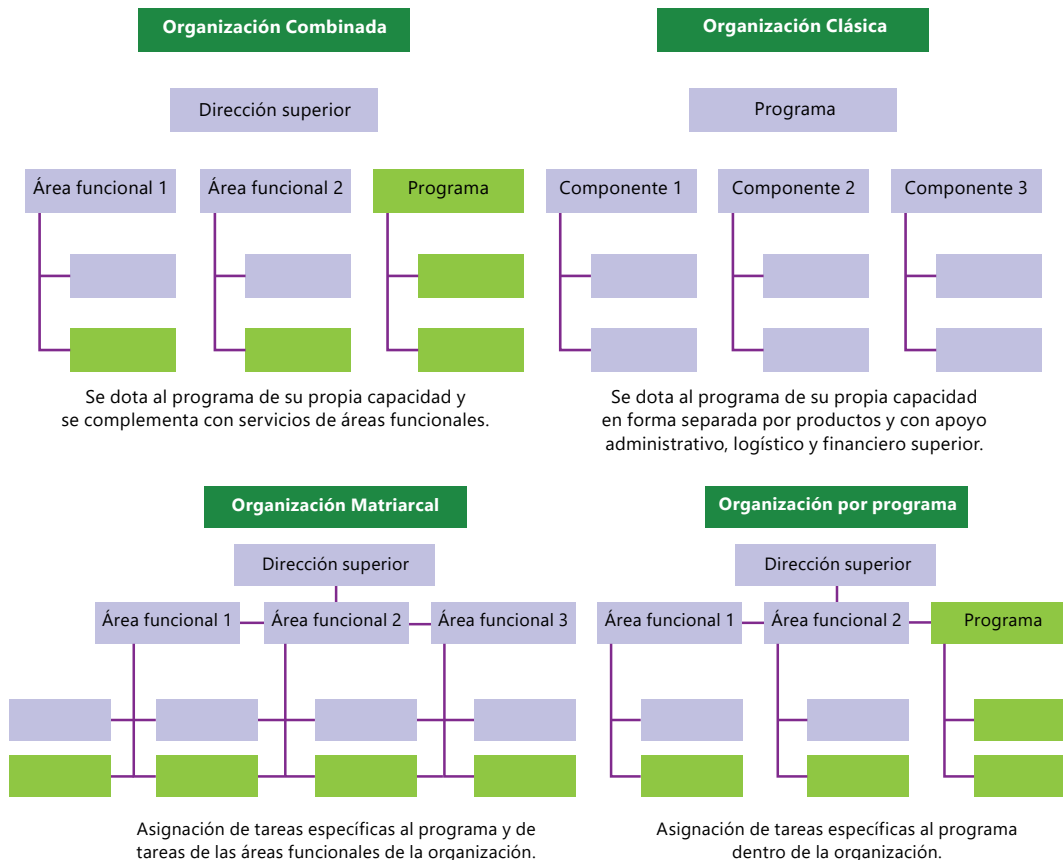 Organización Combinada
Dirección superior
Área funcional 1
Área funcional 2
Programa
Se dota al programa de su propia capacidad y
se complementa con servicios de áreas funcionales.
Organización Clásica
Programa
Componente 1
Componente 2
Componente 3
Se dota al programa de su propia capacidad
en forma separada por productos y con apoyo
administrativo, logístico y financiero superior.
Organización Matriarcal
Dirección superior
Área funcional 1
Área funcional 2
Área funcional 3
Asignación de tareas específicas al programa y de
tareas de las áreas funcionales de la organización.
Organización por programa
Dirección superior
Área funcional 1
Área funcional 2
Programa
Asignación de tareas específicas al programa
dentro de la organización.